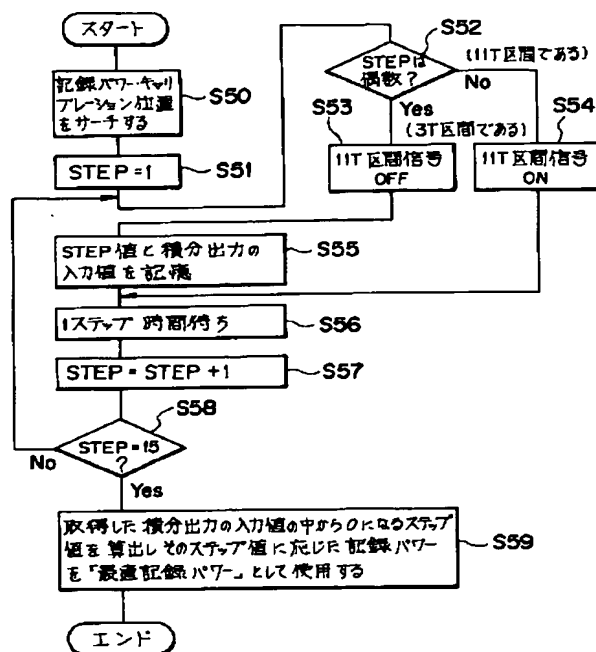 スタート
記録パワー・キャリ
ブレーション位置
をサーチする
S50
STEP=1
S51
STEPは
偶数?
S52
(11T区間である)
No
Yes
(3T区間である)
S53
11T区間信号
OFF
S54
11T区間信号
ON
STEP値と積分出力の
入力値を記憶
S55
1ステップ時間待ち
S56
STEP=STEP+1
S57
S58
STEP=15
?
No
Yes
取得した積分出力の入力値の中から0になるステップ
値を算出しそのステップ値に応じた記録パワー
を「最適記録パワー」として使用する
S59
エンド